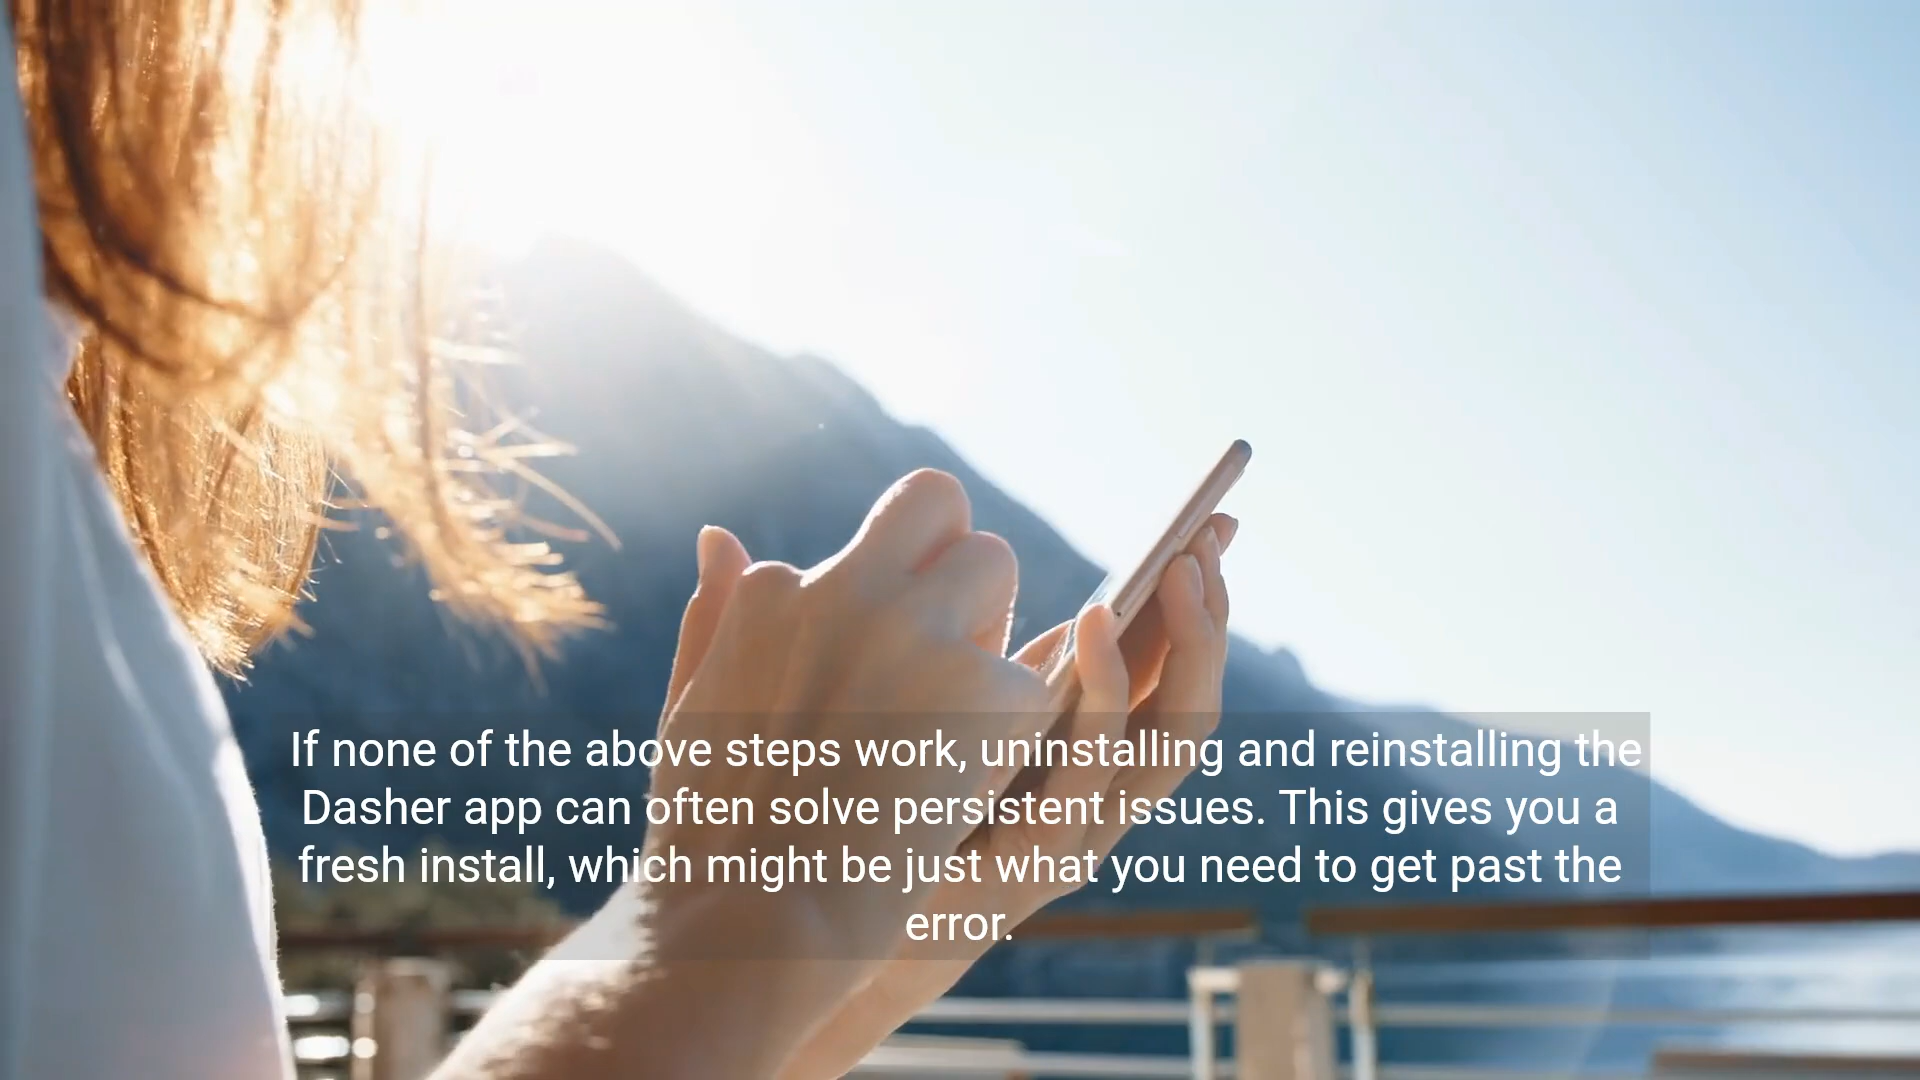 If none of the above steps work, uninstalling and reinstalling the
Dasher app can often solve persistent issues. This gives you a
fresh install, which might be just what you need to get past the
error.